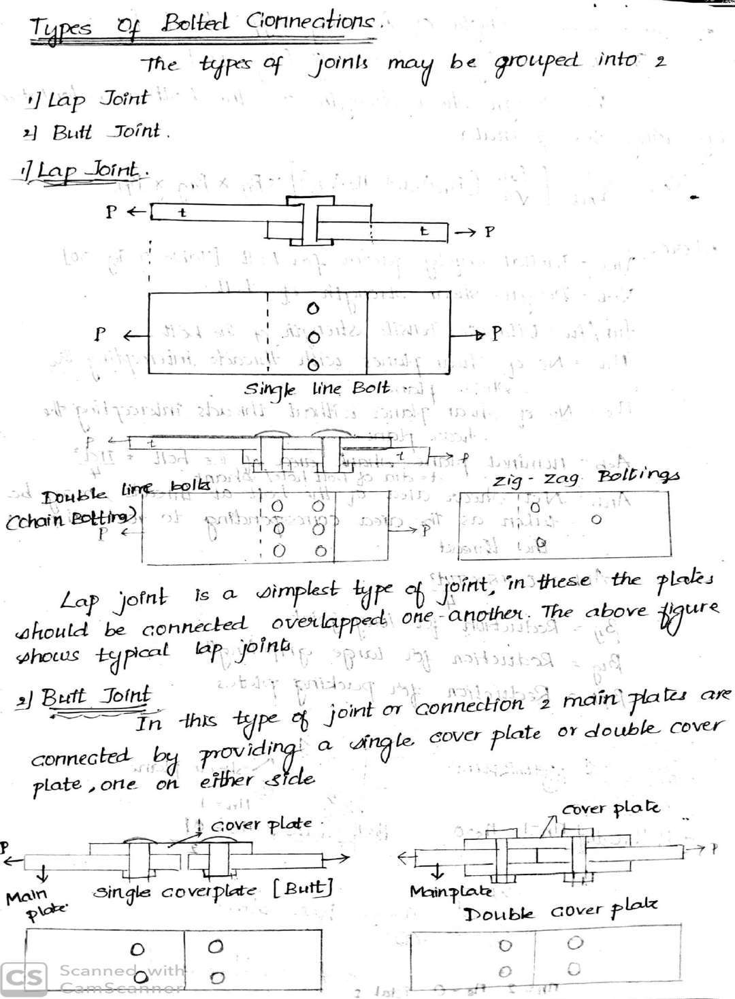 Types Of Bolted Connections.
The types of joints may be grouped into 2
1] Lap Joint
2] Butt Joint.
1] Lap Joint.
P t
t P
P P
Single line Bolt
P t
t P
Double line bolts
(chain Bolting)
zig-zag Boltings
P P
Lap joint is a simplest type of joint, in these the plates
should be connected overlapped one-another. The above figure
shows typical lap joints
2] Butt Joint
In this type of joint or connection 2 main plates are
connected by providing a single cover plate or double cover
plate, one on either side
cover plate
cover plate
P
P
Main
plate
Single coverplate [Butt]
Mainplate
Double cover plate
CS Scanned with
CamScanner